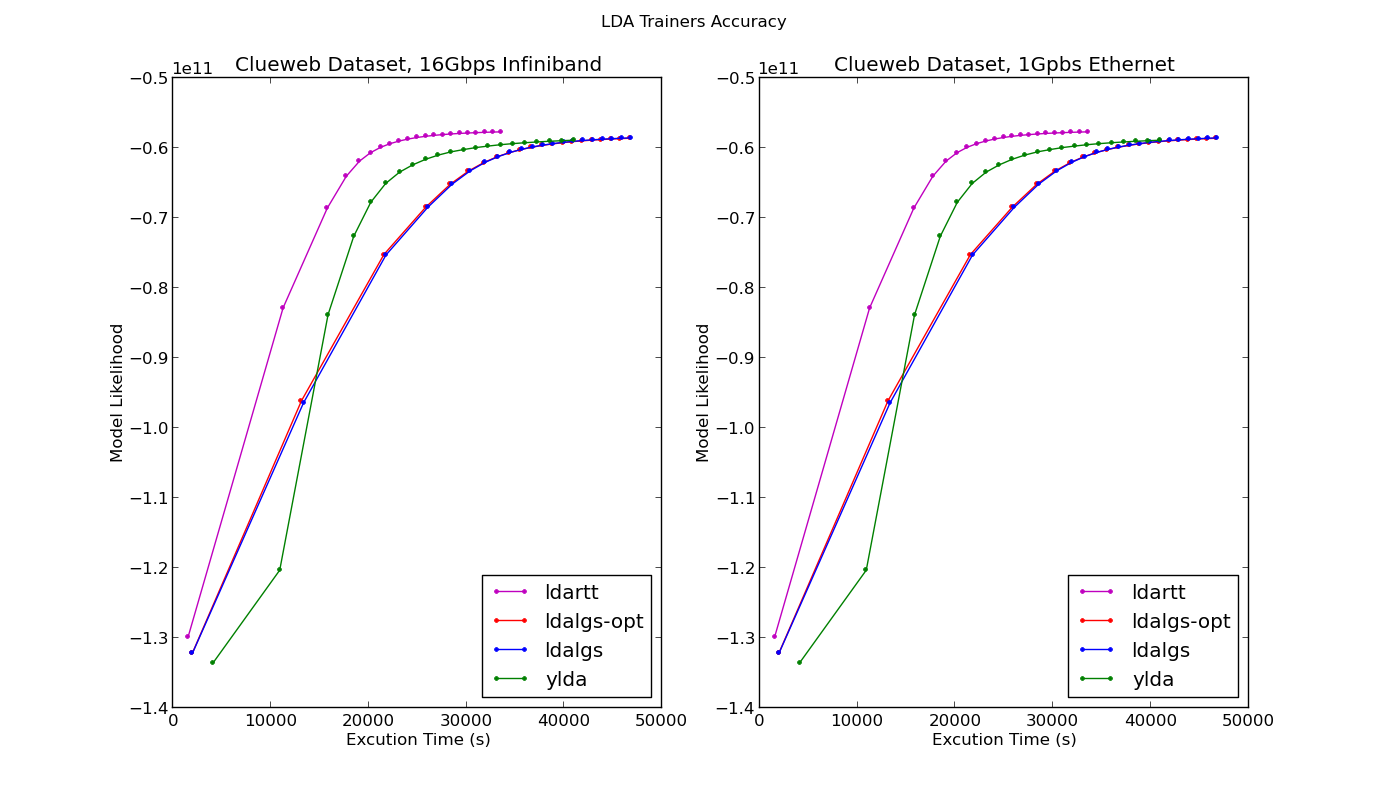 LDA Trainers Accuracy
Clueweb Dataset, 16Gbps Infiniband
1e11
−0.5
−0.6
−0.7
−0.8
−0.9
−1.0
−1.1
−1.2
−1.3
−1.4
Model Likelihood
0 10000 20000 30000 40000 50000
Excution Time (s)
ldartt
ldalgs-opt
ldalgs
ylda
Clueweb Dataset, 1Gpbs Ethernet
1e11
−0.5
−0.6
−0.7
−0.8
−0.9
−1.0
−1.1
−1.2
−1.3
−1.4
Model Likelihood
0 10000 20000 30000 40000 50000
Excution Time (s)
ldartt
ldalgs-opt
ldalgs
ylda